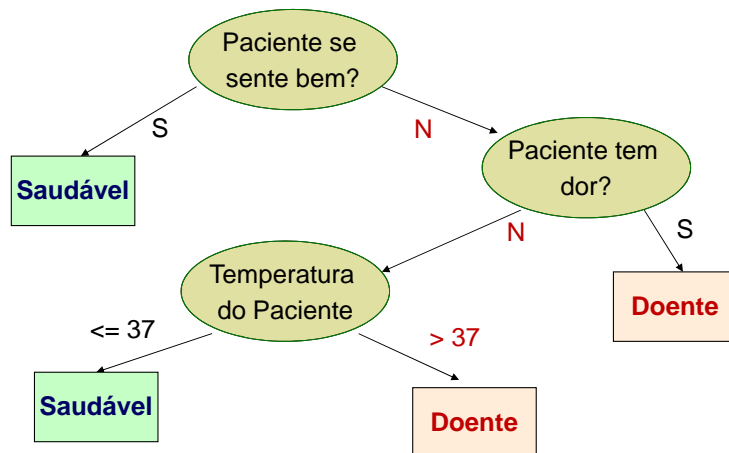 Paciente se
sente bem?
S
N
Saudável
Paciente tem
dor?
N
S
Temperatura
do Paciente
Doente
<= 37
> 37
Saudável
Doente